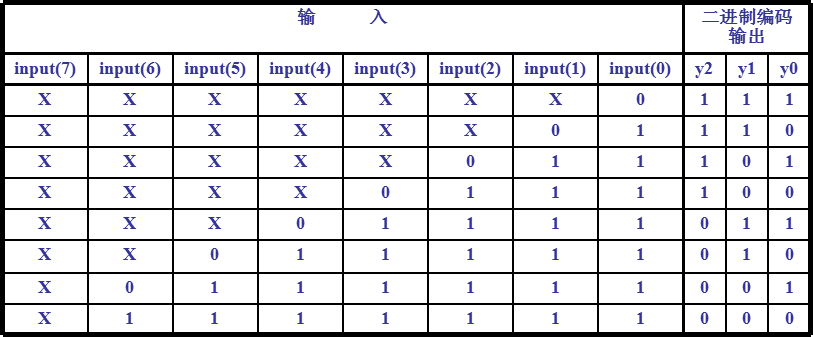 输 入 二进制编码
输出
input(7) input(6) input(5) input(4) input(3) input(2) input(1) input(0) y2 y1 y0
X X X X X X X 0 1 1 1
X X X X X X 0 1 1 1 0
X X X X X 0 1 1 1 0 1
X X X X 0 1 1 1 1 0 0
X X X 0 1 1 1 1 0 1 1
X X 0 1 1 1 1 1 0 1 0
X 0 1 1 1 1 1 1 0 0 1
X 1 1 1 1 1 1 1 0 0 0